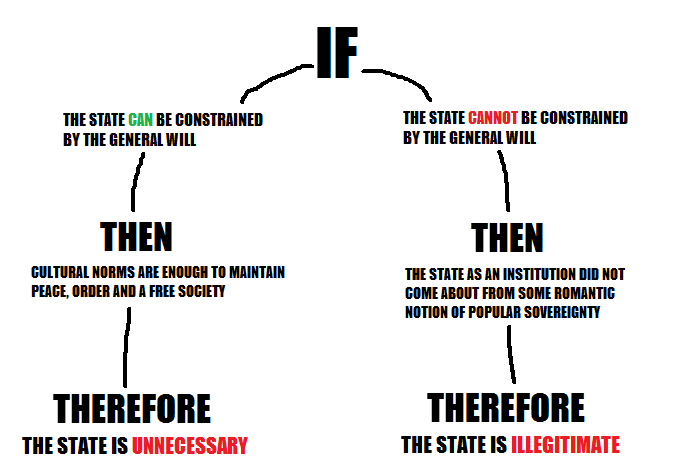 IF
THE STATE CAN BE CONSTRAINED
BY THE GENERAL WILL
THEN
CULTURAL NORMS ARE ENOUGH TO MAINTAIN
PEACE, ORDER AND A FREE SOCIETY
THEREFORE
THE STATE IS UNNECESSARY
THE STATE CANNOT BE CONSTRAINED
BY THE GENERAL WILL
THEN
THE STATE AS AN INSTITUTION DID NOT
COME ABOUT FROM SOME ROMANTIC
NOTION OF POPULAR SOVEREIGNTY
THEREFORE
THE STATE IS ILLEGITIMATE